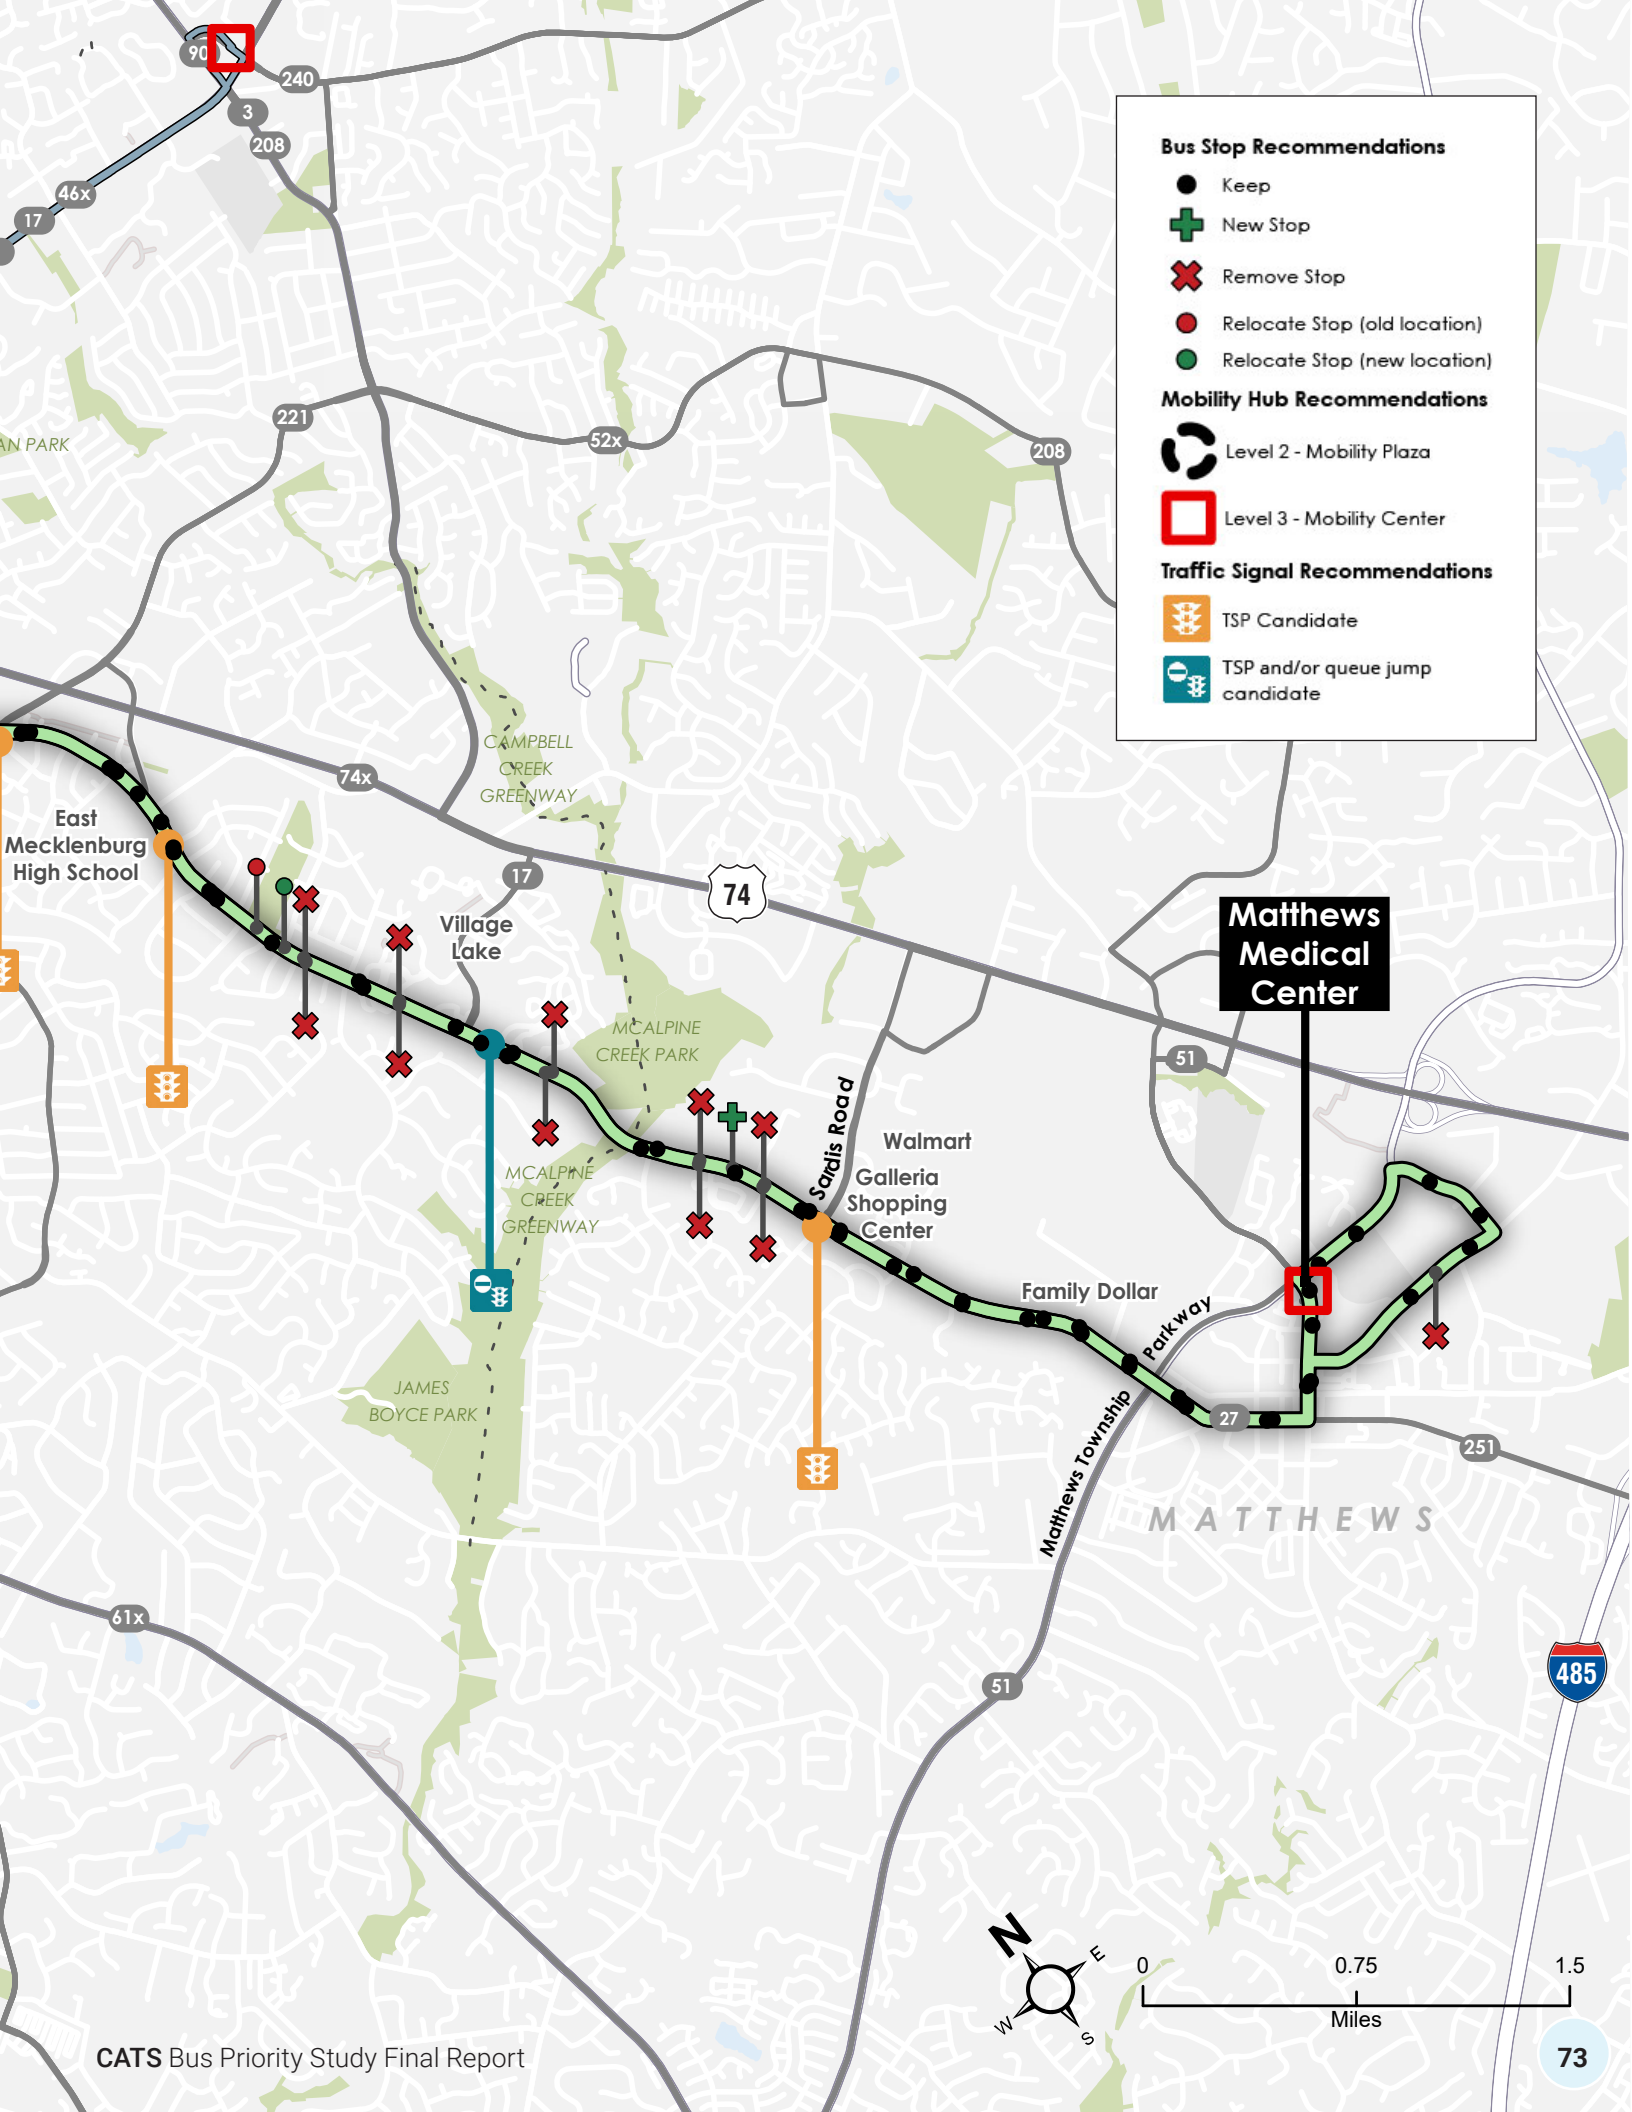 90
240
3
208
46x
17
Bus Stop Recommendations
Keep
New Stop
Remove Stop
Relocate Stop (old location)
Relocate Stop (new location)
Mobility Hub Recommendations
Level 2 - Mobility Plaza
Level 3 - Mobility Center
Traffic Signal Recommendations
TSP Candidate
TSP and/or queue jump
candidate
221
52x
208
AN PARK
CAMPBELL
CREEK
GREENWAY
74x
East
Mecklenburg
High School
17
74
Village
Lake
Matthews
Medical
Center
MCALPINE
CREEK PARK
51
Sardis Road
Walmart
Galleria
Shopping
Center
MCALPINE
CREEK
GREENWAY
Family Dollar
Matthews Township Parkway
JAMES
BOYCE PARK
27
251
MATTHEWS
61x
51
485
N
E
W
S
0 0.75 1.5
Miles
CATS Bus Priority Study Final Report
73